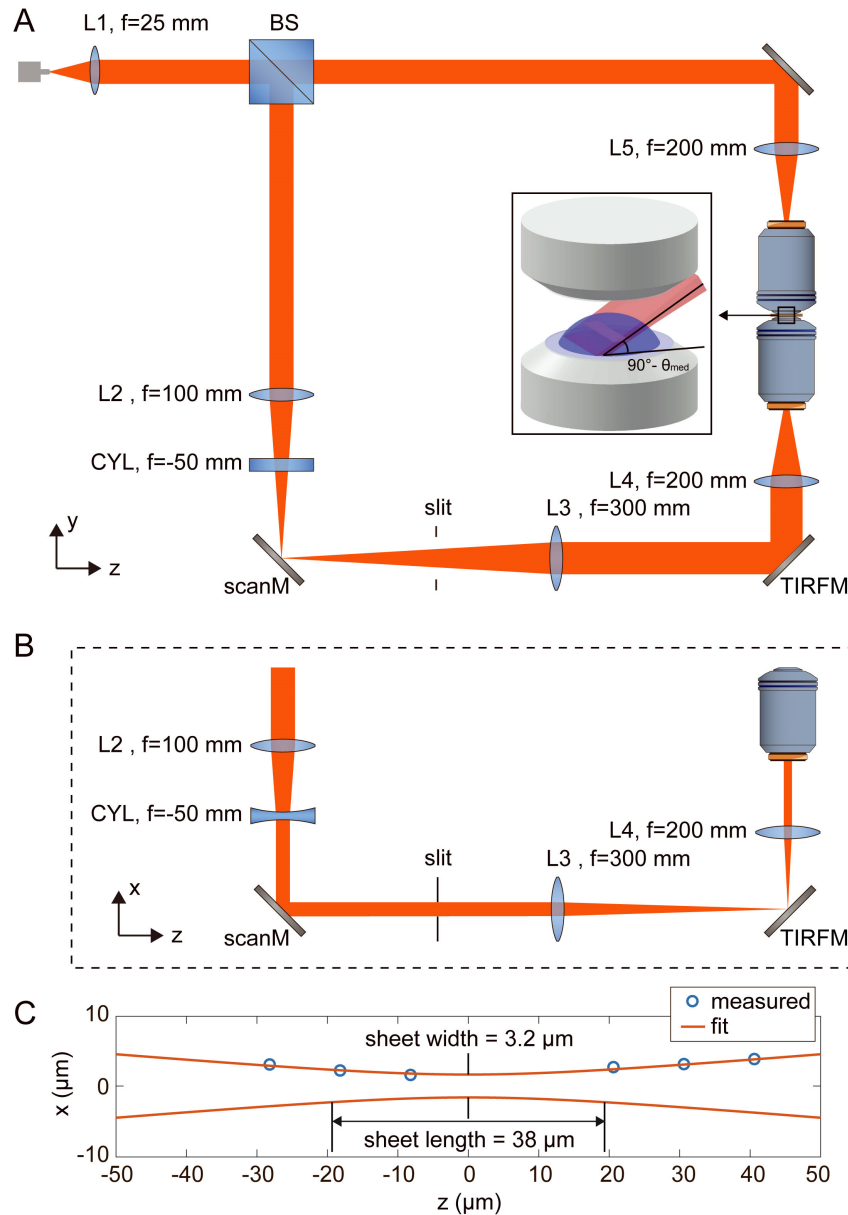 A
L1, f=25 mm
BS
L5, f=200 mm
90°- θmed
L2 , f=100 mm
CYL, f=-50 mm
L4, f=200 mm
slit
L3 , f=300 mm
y
z
scanM
TIRFM
B
L2 , f=100 mm
CYL, f=-50 mm
L4, f=200 mm
slit
L3 , f=300 mm
x
z
scanM
TIRFM
C
measured
fit
10
0
-10
x (μm)
sheet width = 3.2 μm
sheet length = 38 μm
-50 -40 -30 -20 -10 0 10 20 30 40 50
z (μm)